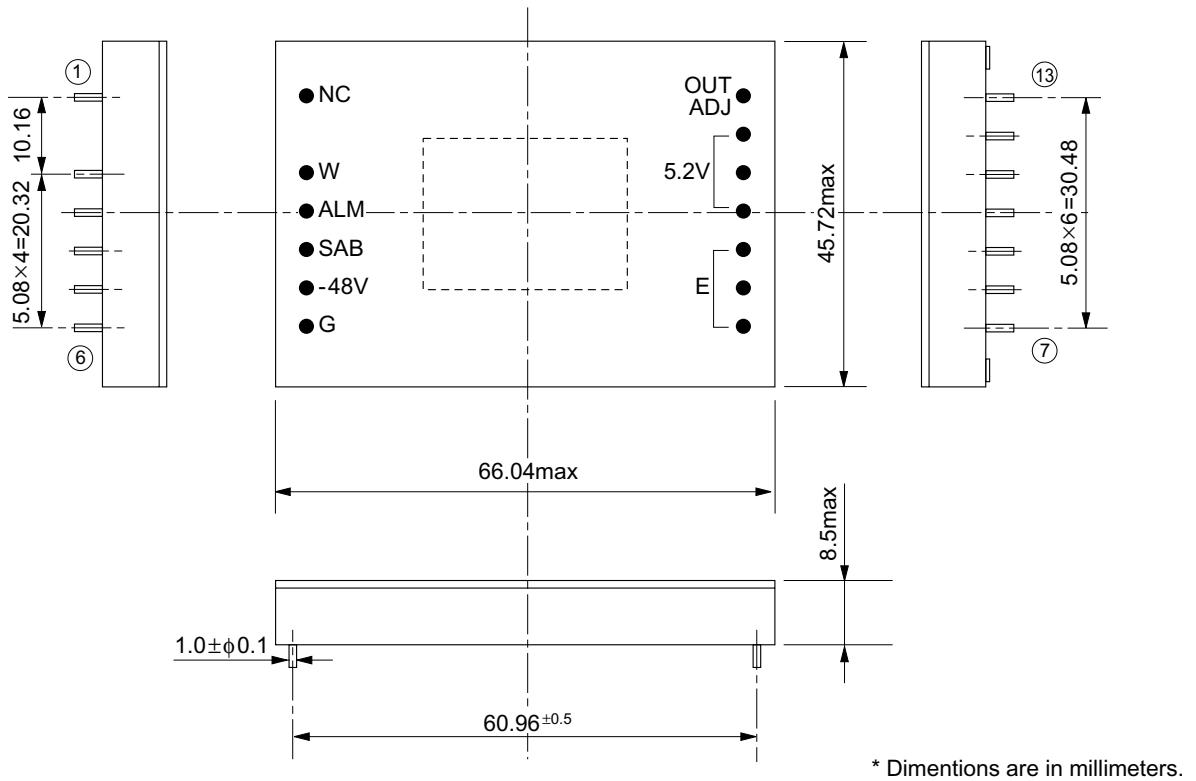 ①
10.16
5.08×4=20.32
⑥
NC
W
ALM
SAB
-48V
G
OUT
ADJ
5.2V
E
45.72max
⑬
5.08×6=30.48
⑦
66.04max
8.5max
1.0±ϕ0.1
60.96±0.5
* Dimentions are in millimeters.